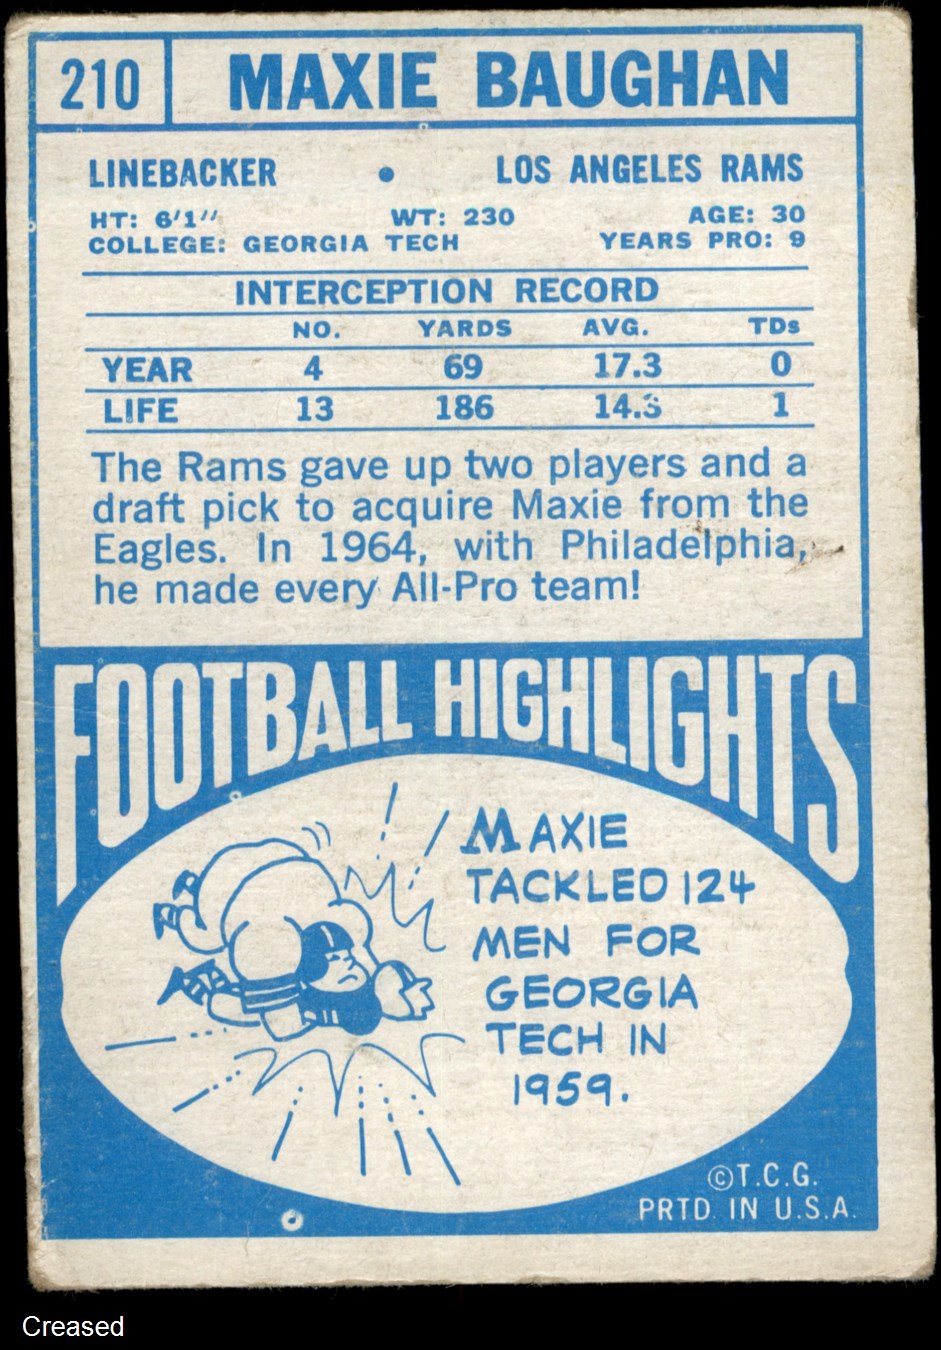 210 MAXIE BAUGHAN
LINEBACKER • LOS ANGELES RAMS
HT: 6'1" WT: 230 AGE: 30
COLLEGE: GEORGIA TECH YEARS PRO: 9
INTERCEPTION RECORD
NO. YARDS AVG. TDs
YEAR 4 69 17.3 0
LIFE 13 186 14.3 1
The Rams gave up two players and a
draft pick to acquire Maxie from the
Eagles. In 1964, with Philadelphia,
he made every All-Pro team!
FOOTBALL HIGHLIGHTS
MAXIE
TACKLED 124
MEN FOR
GEORGIA
TECH IN
1959.
©T.C.G.
PRTD. IN U.S.A.
Creased